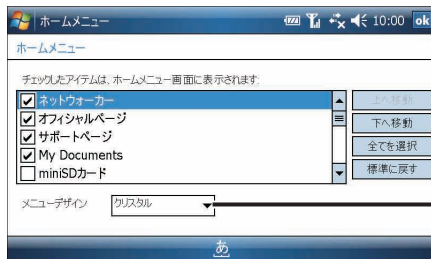 ホームメニュー 10:00 ok
ホームメニュー
チェックしたアイテムは、ホームメニュー画面に表示されます:
ネットウォーカー
オフィシャルページ
サポートページ
My Documents
miniSDカード
上へ移動
下へ移動
全てを選択
標準に戻す
メニューデザイン クリスタル
あ